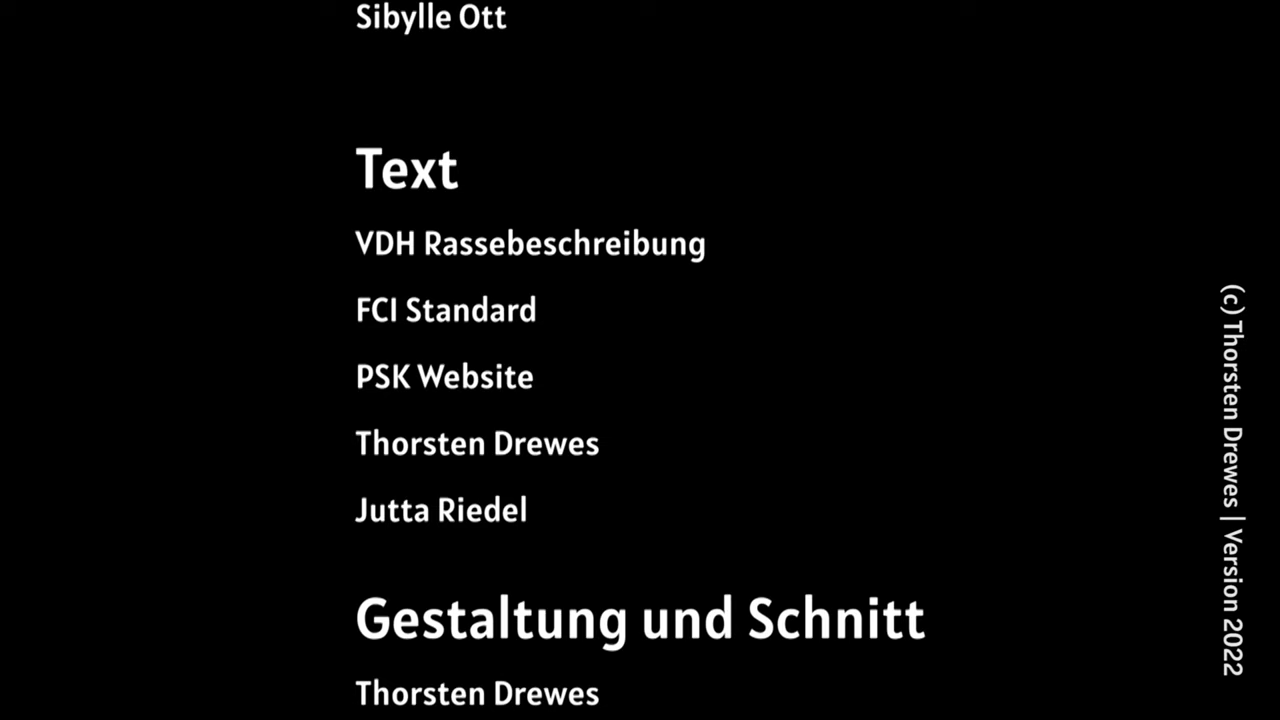 Sibylle Ott
Text
VDH Rassebeschreibung
FCI Standard
PSK Website
Thorsten Drewes
Jutta Riedel
Gestaltung und Schnitt
Thorsten Drewes
(c) Thorsten Drewes | Version 2022